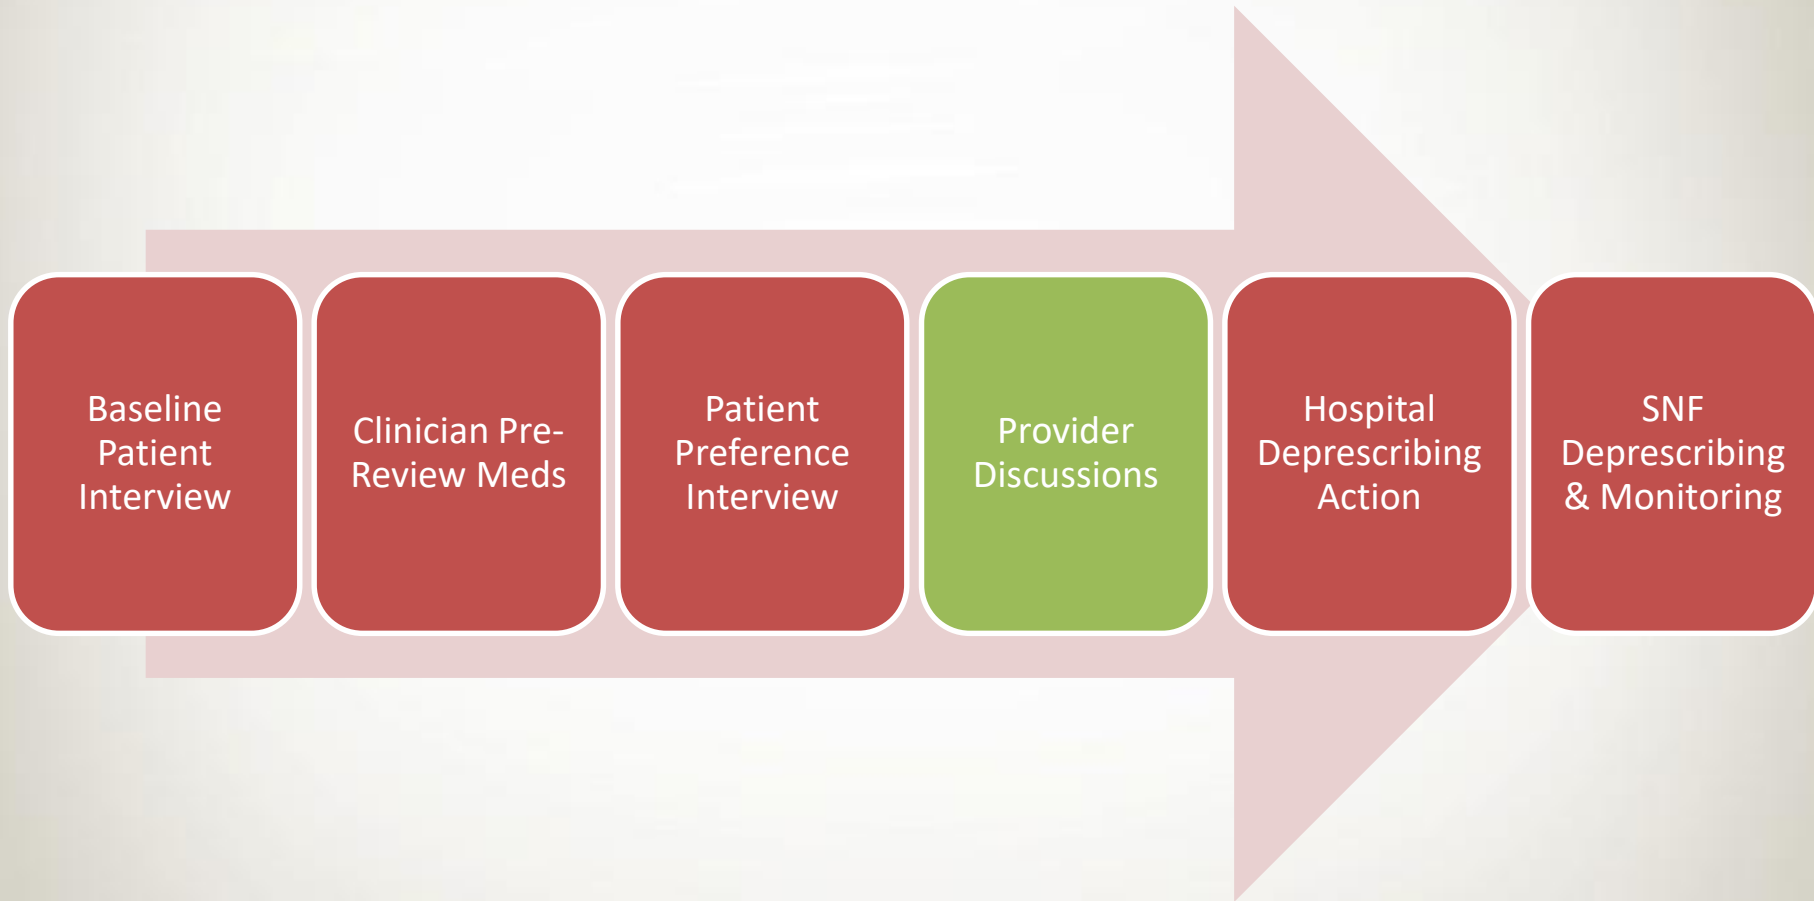 Baseline
Patient
Interview
Clinician Pre-
Review Meds
Patient
Preference
Interview
Provider
Discussions
Hospital
Deprescribing
Action
SNF
Deprescribing
& Monitoring